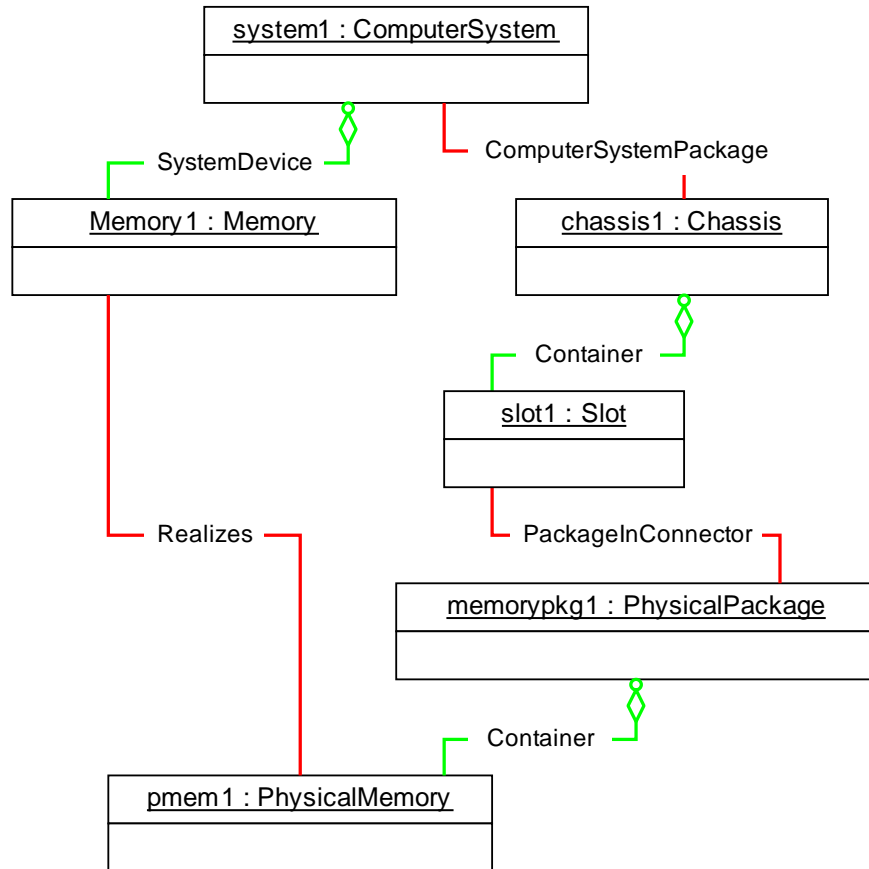 system1 : ComputerSystem
SystemDevice
ComputerSystemPackage
Memory1 : Memory
chassis1 : Chassis
Container
slot1 : Slot
Realizes
PackageInConnector
memorypkg1 : PhysicalPackage
Container
pmem1 : PhysicalMemory